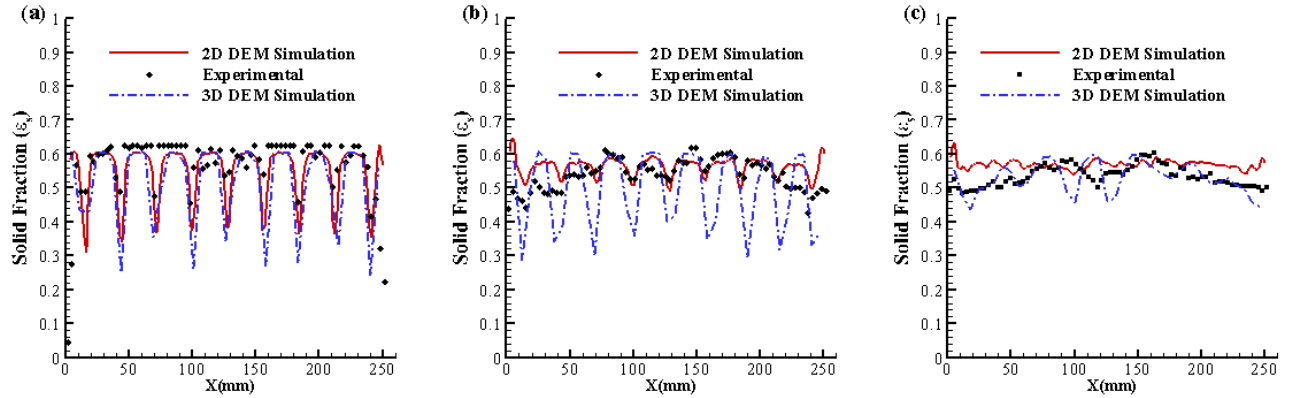 (a)
1
0.9
0.8
0.7
0.6
0.5
0.4
0.3
0.2
0.1
0
Solid Fraction (εs)
2D DEM Simulation
Experimental
3D DEM Simulation
0 50 100 150 200 250
X(mm)
(b)
1
0.9
0.8
0.7
0.6
0.5
0.4
0.3
0.2
0.1
0
Solid Fraction (εs)
2D DEM Simulation
Experimental
3D DEM Simulation
0 50 100 150 200 250
X(mm)
(c)
1
0.9
0.8
0.7
0.6
0.5
0.4
0.3
0.2
0.1
0
Solid Fraction (εs)
2D DEM Simulation
Experimental
3D DEM Simulation
0 50 100 150 200 250
X(mm)